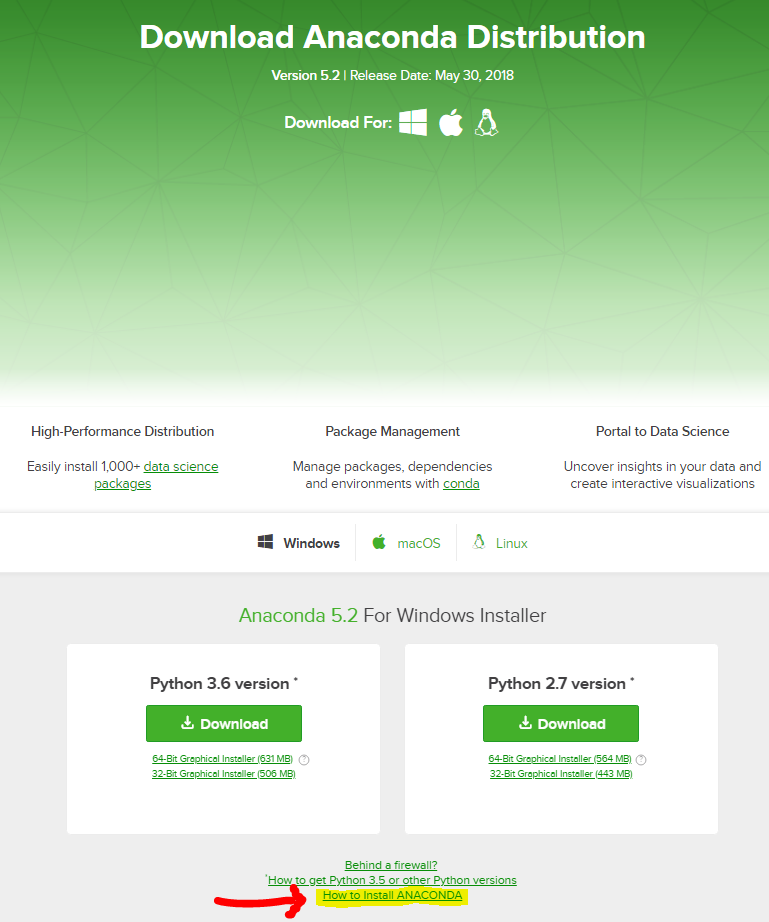 Download Anaconda Distribution
Version 5.2 | Release Date: May 30, 2018
Download For:
High-Performance Distribution
Easily install 1,000+ data science
packages
Package Management
Manage packages, dependencies
and environments with conda
Portal to Data Science
Uncover insights in your data and
create interactive visualizations
Windows
macOS
Linux
Anaconda 5.2 For Windows Installer
Python 3.6 version *
Download
64-Bit Graphical Installer (631 MB) ?
32-Bit Graphical Installer (506 MB)
Python 2.7 version *
Download
64-Bit Graphical Installer (564 MB) ?
32-Bit Graphical Installer (443 MB)
Behind a firewall?
*How to get Python 3.5 or other Python versions
How to Install ANACONDA